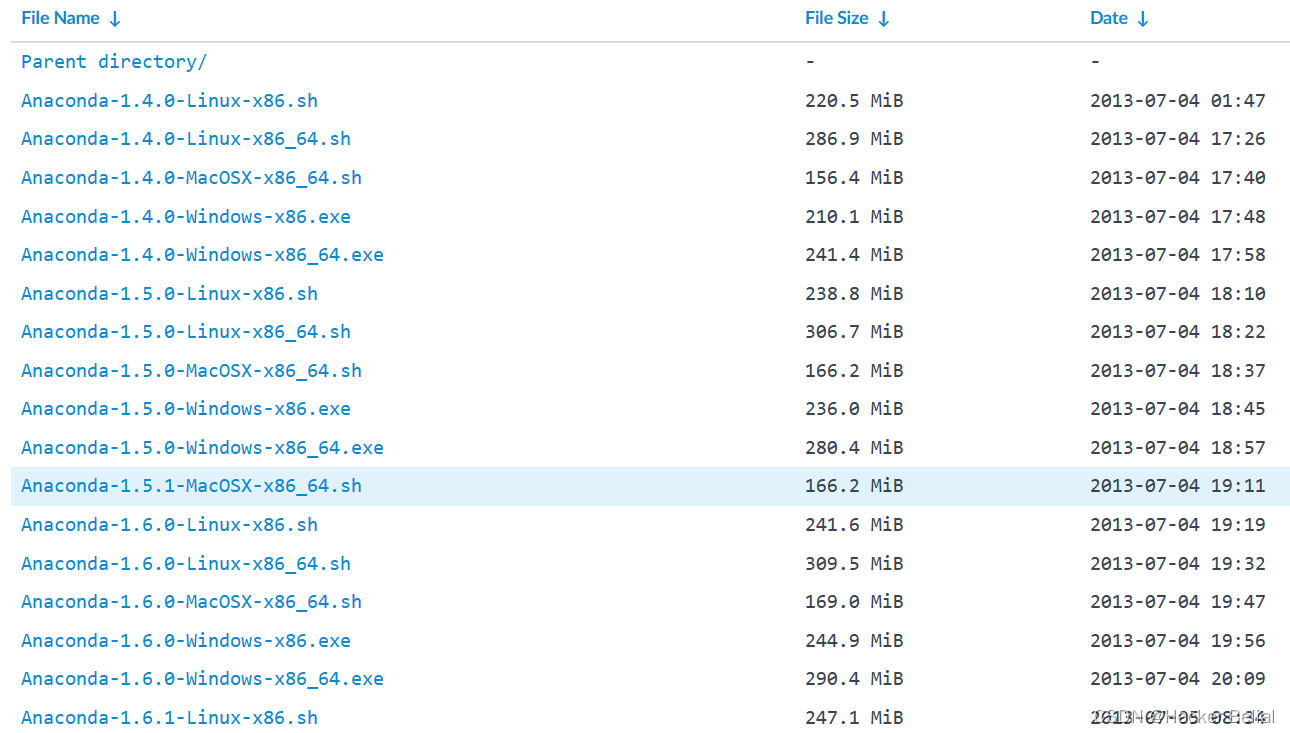 File Name ↓ File Size ↓ Date ↓
Parent directory/ - -
Anaconda-1.4.0-Linux-x86.sh 220.5 MiB 2013-07-04 01:47
Anaconda-1.4.0-Linux-x86_64.sh 286.9 MiB 2013-07-04 17:26
Anaconda-1.4.0-MacOSX-x86_64.sh 156.4 MiB 2013-07-04 17:40
Anaconda-1.4.0-Windows-x86.exe 210.1 MiB 2013-07-04 17:48
Anaconda-1.4.0-Windows-x86_64.exe 241.4 MiB 2013-07-04 17:58
Anaconda-1.5.0-Linux-x86.sh 238.8 MiB 2013-07-04 18:10
Anaconda-1.5.0-Linux-x86_64.sh 306.7 MiB 2013-07-04 18:22
Anaconda-1.5.0-MacOSX-x86_64.sh 166.2 MiB 2013-07-04 18:37
Anaconda-1.5.0-Windows-x86.exe 236.0 MiB 2013-07-04 18:45
Anaconda-1.5.0-Windows-x86_64.exe 280.4 MiB 2013-07-04 18:57
Anaconda-1.5.1-MacOSX-x86_64.sh 166.2 MiB 2013-07-04 19:11
Anaconda-1.6.0-Linux-x86.sh 241.6 MiB 2013-07-04 19:19
Anaconda-1.6.0-Linux-x86_64.sh 309.5 MiB 2013-07-04 19:32
Anaconda-1.6.0-MacOSX-x86_64.sh 169.0 MiB 2013-07-04 19:47
Anaconda-1.6.0-Windows-x86.exe 244.9 MiB 2013-07-04 19:56
Anaconda-1.6.0-Windows-x86_64.exe 290.4 MiB 2013-07-04 20:09
Anaconda-1.6.1-Linux-x86.sh 247.1 MiB